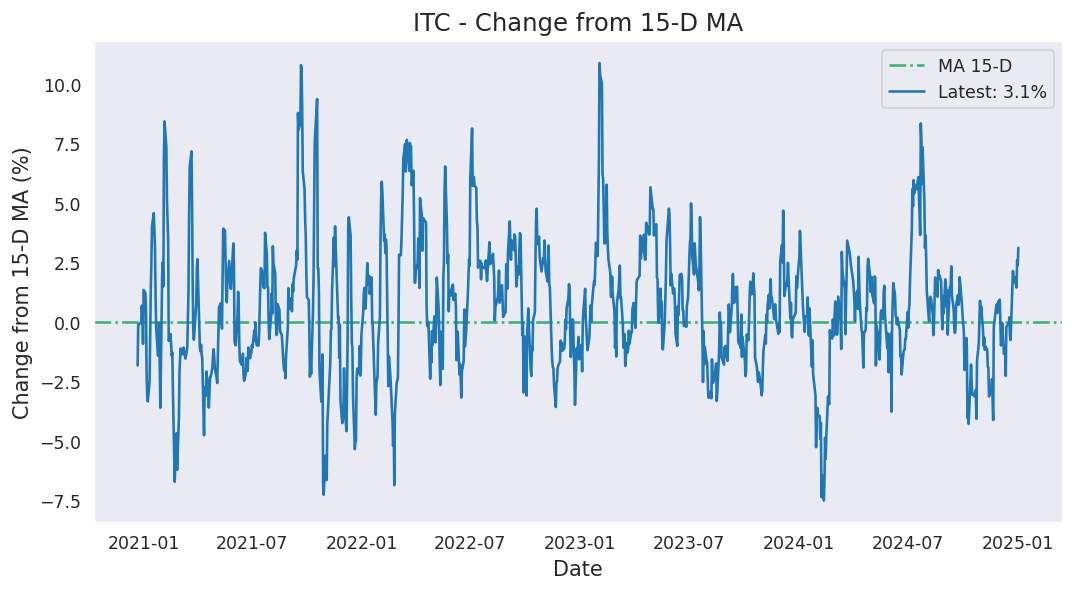 ITC - Change from 15-D MA
MA 15-D
Latest: 3.1%
Change from 15-D MA (%)
10.0
7.5
5.0
2.5
0.0
−2.5
−5.0
−7.5
2021-01 2021-07 2022-01 2022-07 2023-01 2023-07 2024-01 2024-07 2025-01
Date